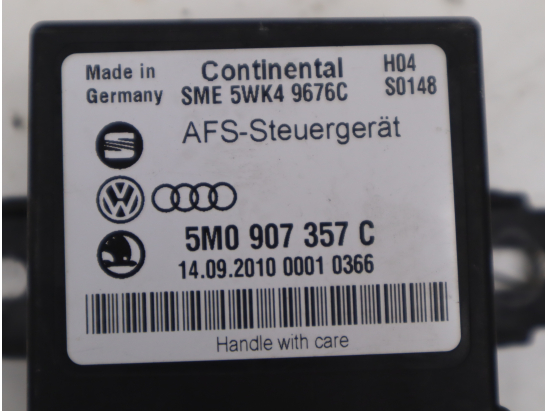 Made in Continental H04
Germany SME 5WK4 9676C S0148
AFS-Steuergerät
5M0 907 357 C
14.09.2010 0001 0366
Handle with care